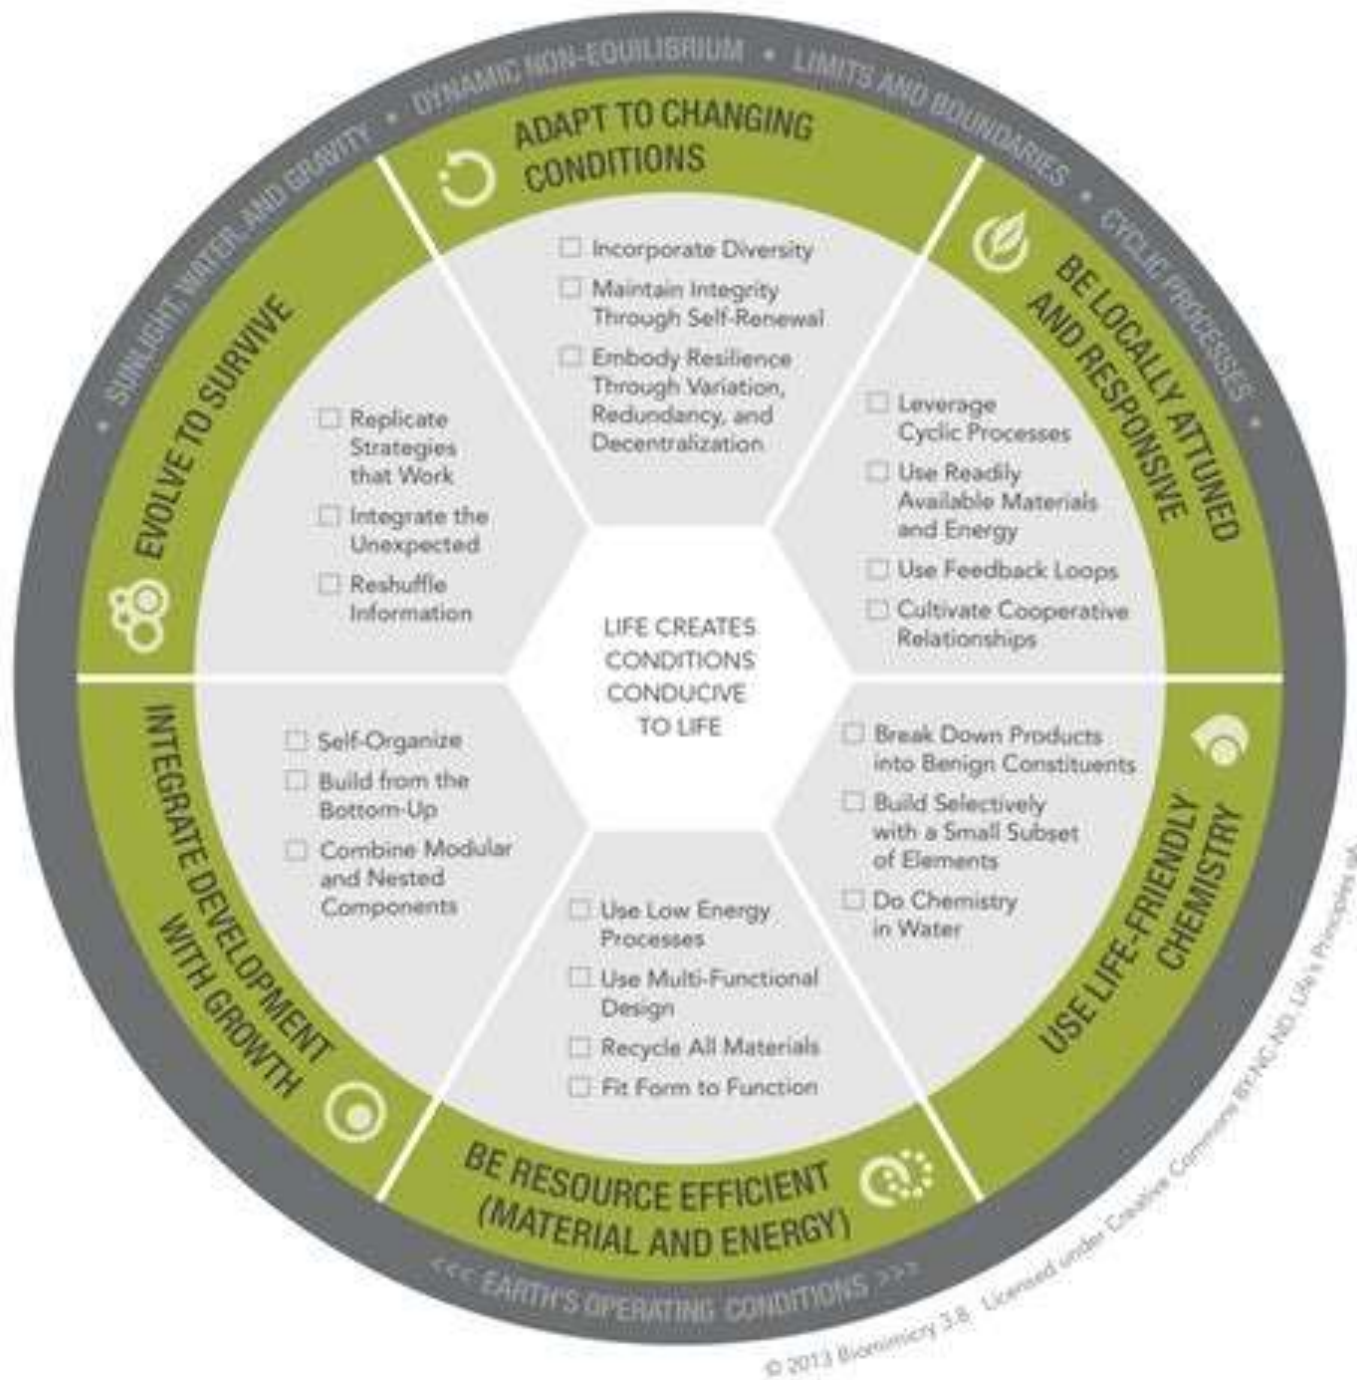 • SUNLIGHT, WATER, AND GRAVITY • DYNAMIC NON-EQUILIBRIUM • LIMITS AND BOUNDARIES • CYCLIC PROCESSES •
ADAPT TO CHANGING
CONDITIONS
☐ Incorporate Diversity
☐ Maintain Integrity
Through Self-Renewal
☐ Embody Resilience
Through Variation,
Redundancy, and
Decentralization
BE LOCALLY ATTUNED
AND RESPONSIVE
☐ Leverage
Cyclic Processes
☐ Use Readily
Available Materials
and Energy
☐ Use Feedback Loops
☐ Cultivate Cooperative
Relationships
USE LIFE-FRIENDLY
CHEMISTRY
☐ Break Down Products
into Benign Constituents
☐ Build Selectively
with a Small Subset
of Elements
☐ Do Chemistry
in Water
BE RESOURCE EFFICIENT
(MATERIAL AND ENERGY)
☐ Use Low Energy
Processes
☐ Use Multi-Functional
Design
☐ Recycle All Materials
☐ Fit Form to Function
INTEGRATE DEVELOPMENT
WITH GROWTH
☐ Self-Organize
☐ Build from the
Bottom-Up
☐ Combine Modular
and Nested
Components
EVOLVE TO SURVIVE
☐ Replicate
Strategies
that Work
☐ Integrate the
Unexpected
☐ Reshuffle
Information
LIFE CREATES
CONDITIONS
CONDUCIVE
TO LIFE
<<< EARTH'S OPERATING CONDITIONS >>>
© 2013 Biomimicry 3.8 Licensed under Creative Commons BY-NC-ND. Life's Principles